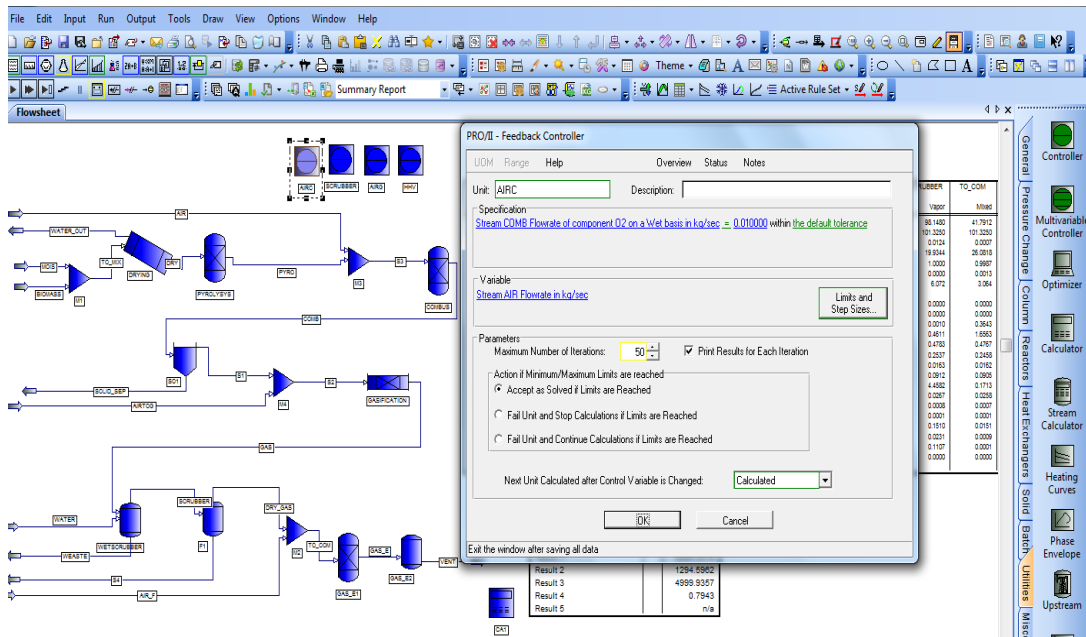 File Edit Input Run Output Tools Draw View Options Window Help
Theme
A
Summary Report
Active Rule Set
Flowsheet
AIRC SCRUBBER AIRG HHV
AIR
WATER_OUT
MOIS TO_MIX DRY
BIOMASS M1 DRYING PYROLYSYS PYRO M3 S3 COMBUS
COMB
SO1 S1 M4 S2 GASIFICATION
SOLID_SEP
AIRTOG
GAS
WATER SCRUBBER DRY_GAS
WETSCRUBBER F1 M2 TO_COM GAS_E VENT
WEASTE
S4 GAS_E1 GAS_E2
AIR_F
CA1
PRO/II - Feedback Controller
UOM Range Help Overview Status Notes
Unit: AIRC Description:
Specification
Stream COMB Flowrate of component O2 on a Wet basis in kg/sec = 0.010000 within the default tolerance
Variable
Stream AIR Flowrate in kg/sec
Limits and
Step Sizes...
Parameters
Maximum Number of Iterations: 50 Print Results for Each Iteration
Action if Minimum/Maximum Limits are reached
Accept as Solved if Limits are Reached
Fail Unit and Stop Calculations if Limits are Reached
Fail Unit and Continue Calculations if Limits are Reached
Next Unit Calculated after Control Variable is Changed: Calculated
OK Cancel
Exit the window after saving all data
Result 2 1294.5962
Result 3 4999.9357
Result 4 0.7943
Result 5 n/a
RUBBER TO_COM
Vapor Mixed
98.1480 41.7912
101.3250 101.3250
0.0124 0.0007
19.9344 26.0818
1.0000 0.9987
0.0000 0.0013
6.072 3.064
0.0000 0.0000
0.0000 0.0000
0.0010 0.3643
0.4611 1.6563
0.4783 0.4767
0.2537 0.2458
0.0912 0.0905
4.4582 0.1713
0.0267 0.0258
0.0008 0.0007
0.0001 0.0001
0.1510 0.0151
0.0231 0.0009
0.1107 0.0001
0.0000 0.0000
General
Pressure Change
Column
Reactors
Heat Exchangers
Solid
Batch
Utilities
Misc
Controller
Multivariable
Controller
Optimizer
Calculator
Stream
Calculator
Heating
Curves
Phase
Envelope
Upstream